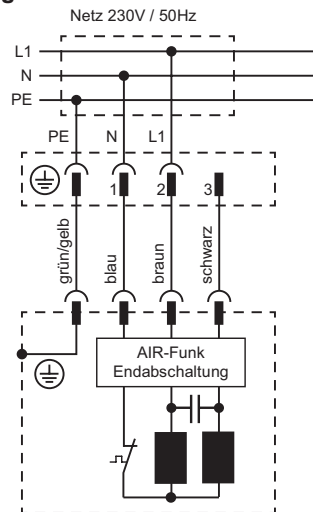 g
Netz 230V / 50Hz
L1
N
PE
PE N L1
1 2 3
grün/gelb
blau
braun
schwarz
AIR-Funk
Endabschaltung